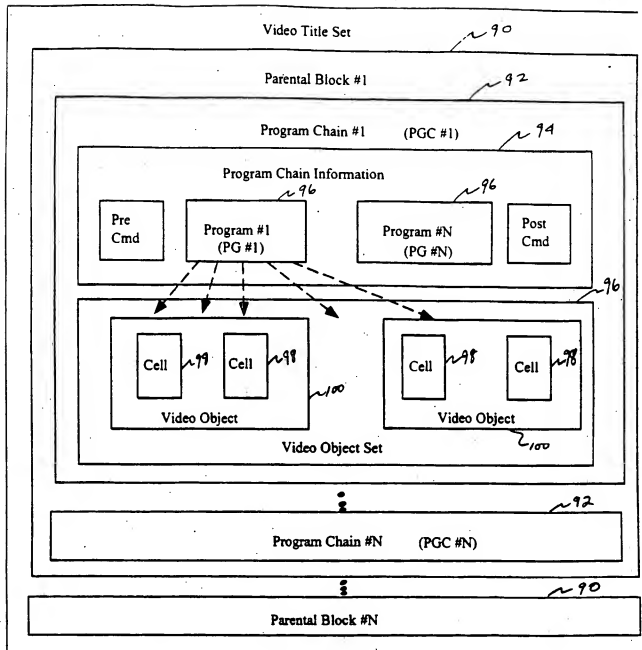 Video Title Set
90
Parental Block #1
92
Program Chain #1 (PGC #1)
94
Program Chain Information
96
96
Pre
Cmd
Program #1
(PG #1)
Program #N
(PG #N)
Post
Cmd
96
Cell
98
Cell
98
Cell
98
Cell
98
100
Video Object
Video Object
100
Video Object Set
92
Program Chain #N (PGC #N)
90
Parental Block #N